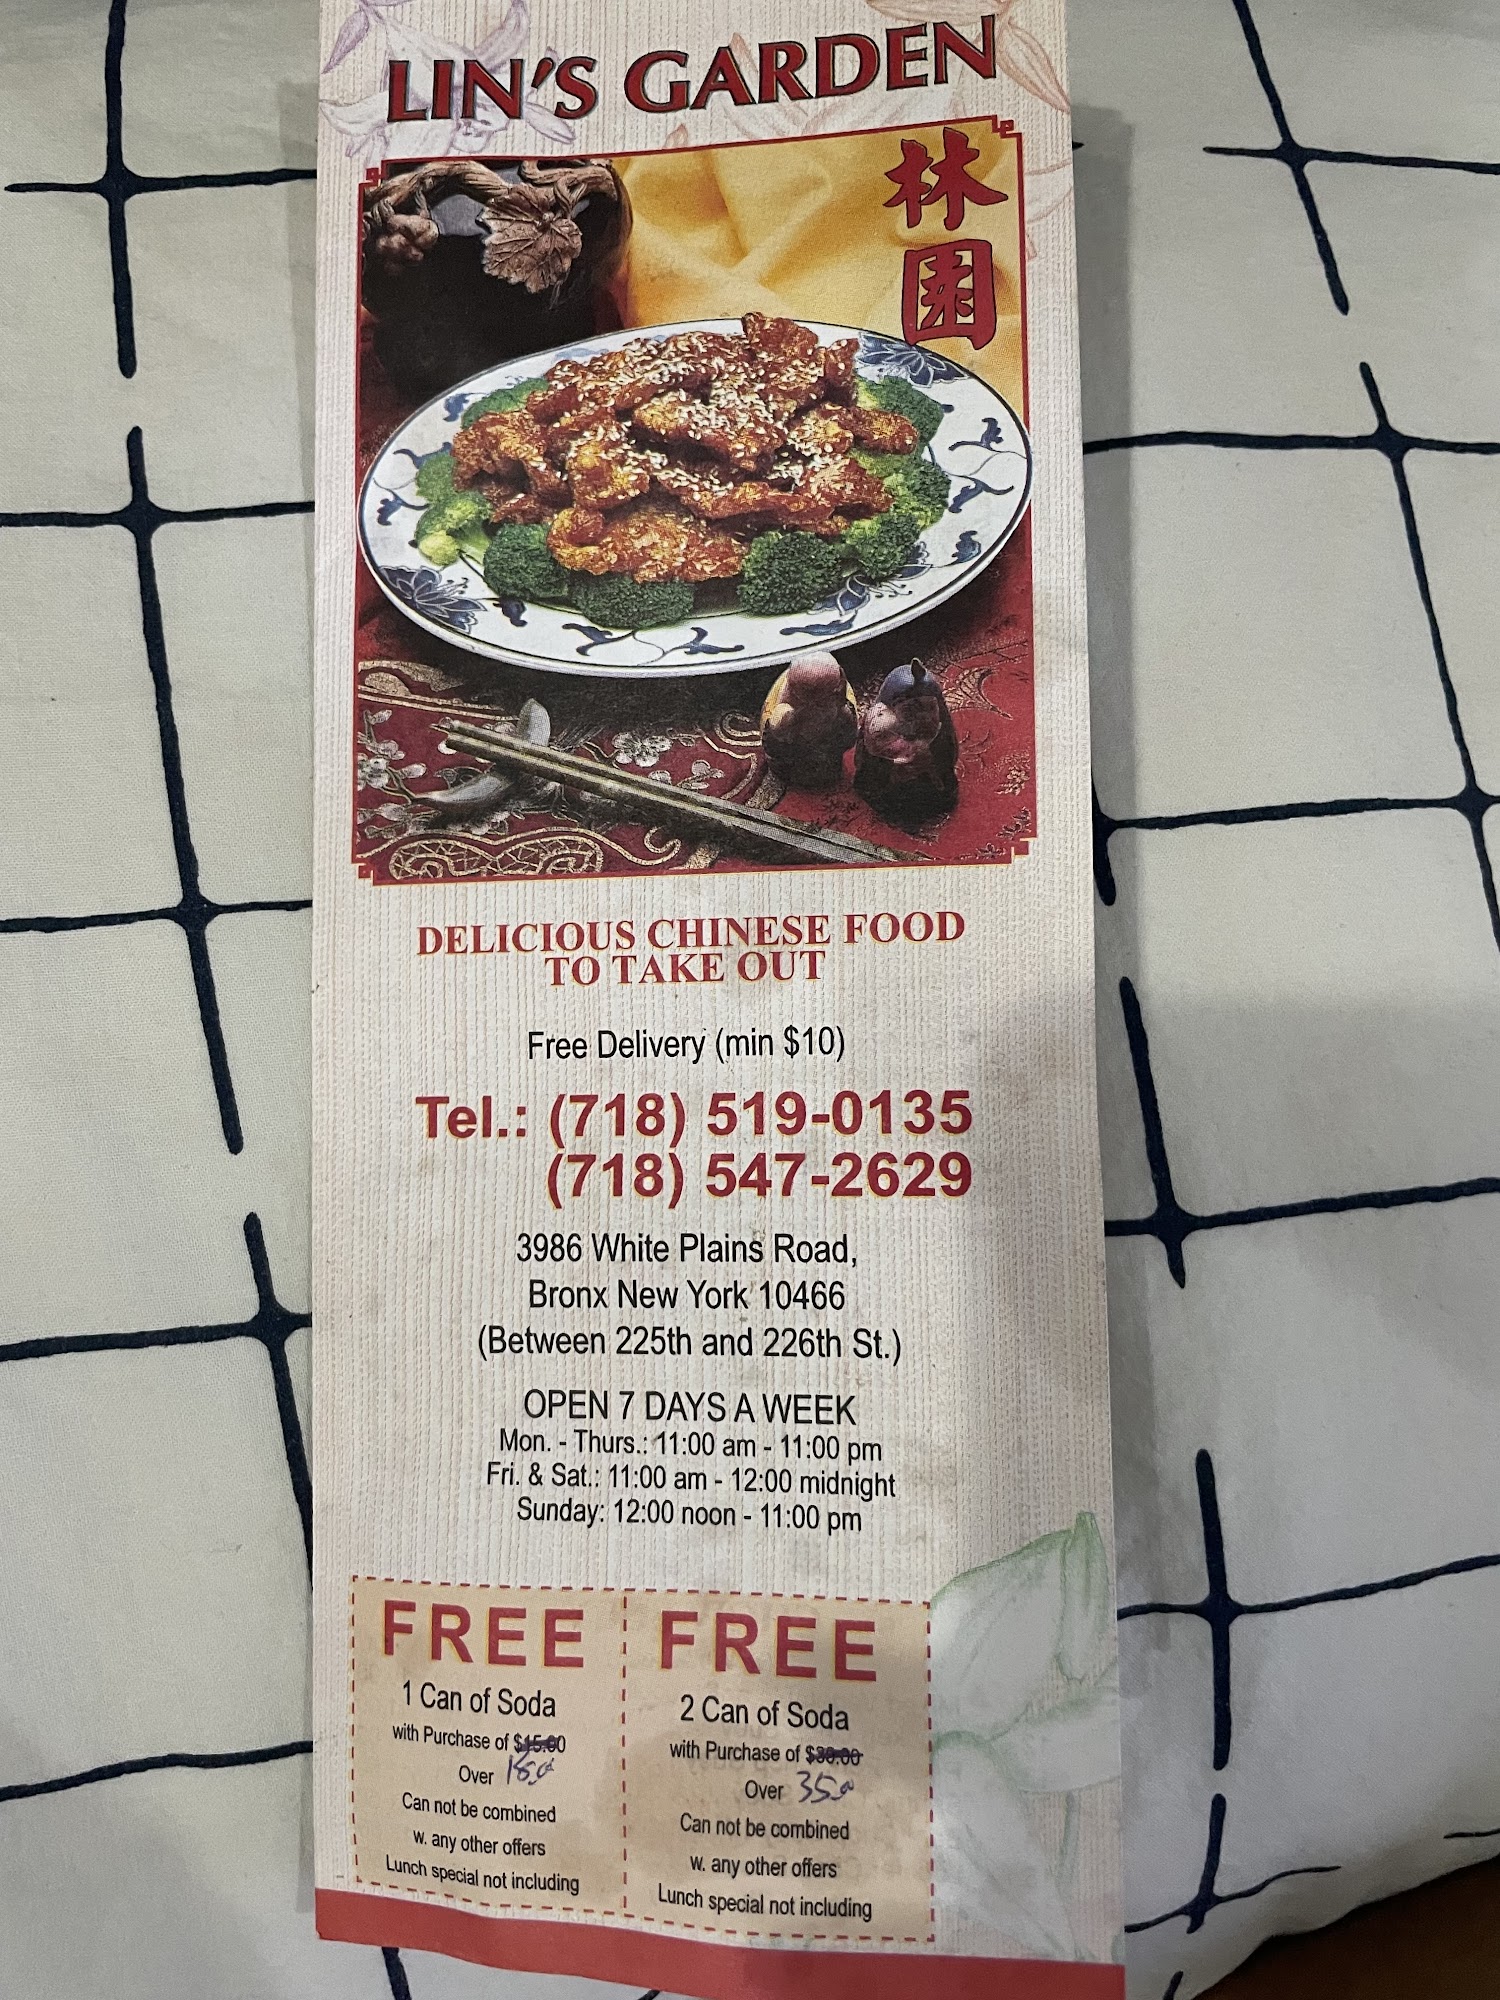 LIN'S GARDEN
林
園
DELICIOUS CHINESE FOOD
TO TAKE OUT
Free Delivery (min $10)
Tel.: (718) 519-0135
(718) 547-2629
3986 White Plains Road,
Bronx New York 10466
(Between 225th and 226th St.)
OPEN 7 DAYS A WEEK
Mon. - Thurs.: 11:00 am - 11:00 pm
Fri. & Sat.: 11:00 am - 12:00 midnight
Sunday: 12:00 noon - 11:00 pm
FREE
1 Can of Soda
with Purchase of $15.00
Over 18.00
Can not be combined
w. any other offers
Lunch special not including
FREE
2 Can of Soda
with Purchase of $30.00
Over 35.00
Can not be combined
w. any other offers
Lunch special not including